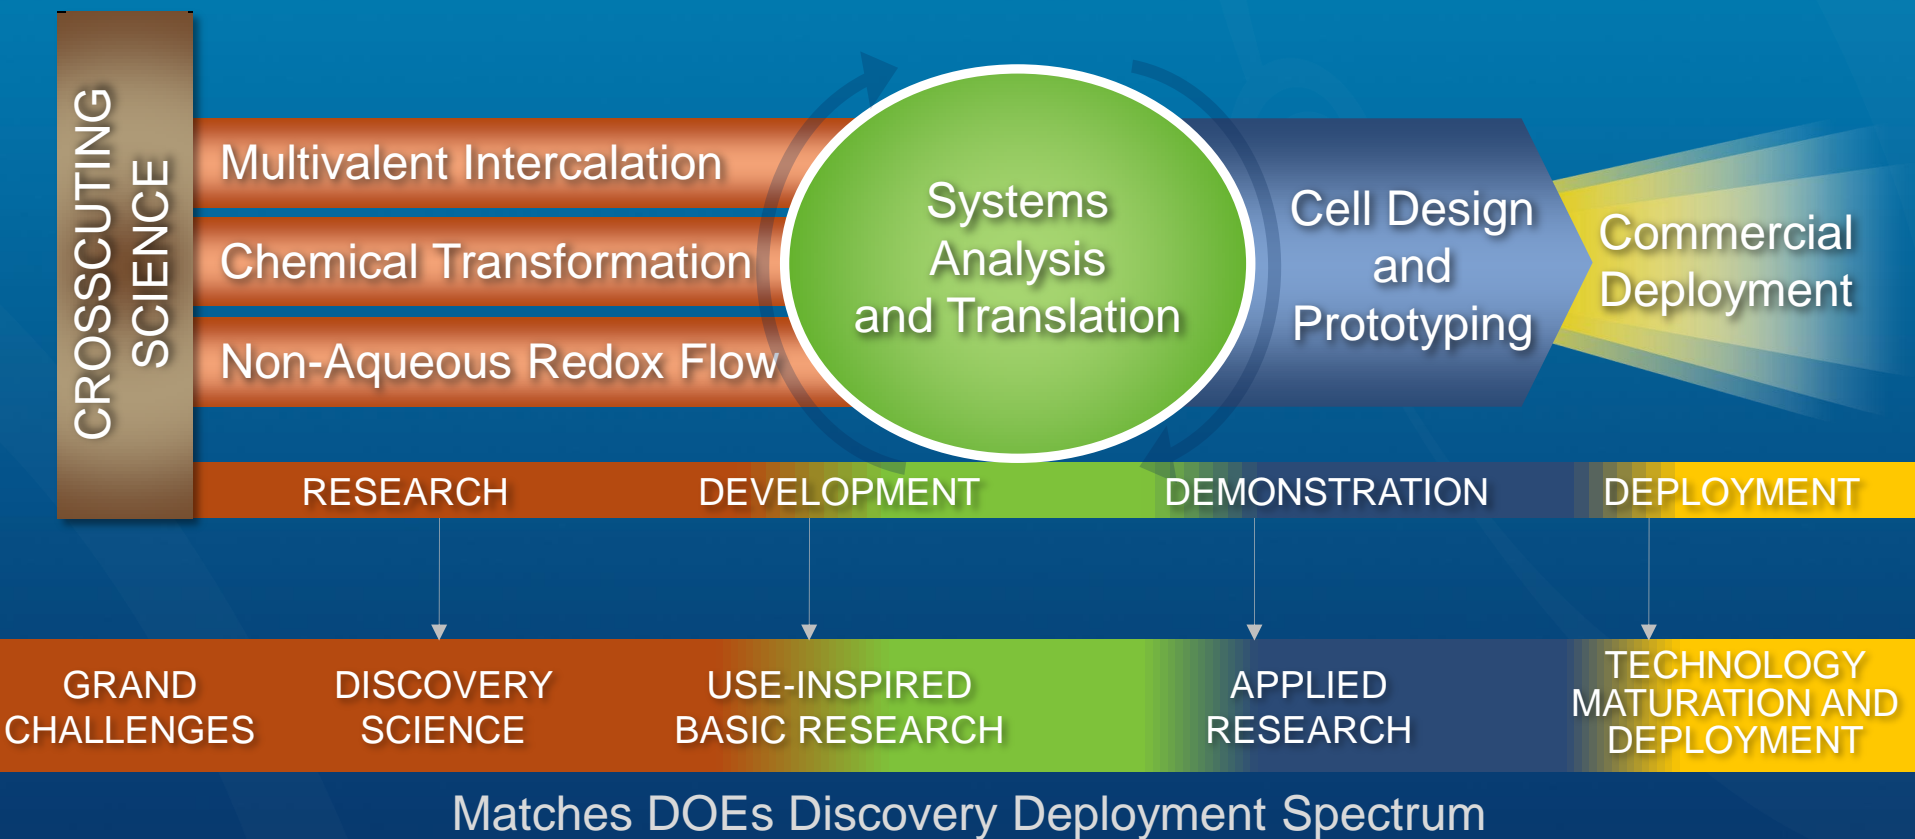 CROSSCUTING
SCIENCE
Multivalent Intercalation
Chemical Transformation
Non-Aqueous Redox Flow
Systems
Analysis
and Translation
Cell Design
and
Prototyping
Commercial
Deployment
RESEARCH
DEVELOPMENT
DEMONSTRATION
DEPLOYMENT
GRAND
CHALLENGES
DISCOVERY
SCIENCE
USE-INSPIRED
BASIC RESEARCH
APPLIED
RESEARCH
TECHNOLOGY
MATURATION AND
DEPLOYMENT
Matches DOEs Discovery Deployment Spectrum